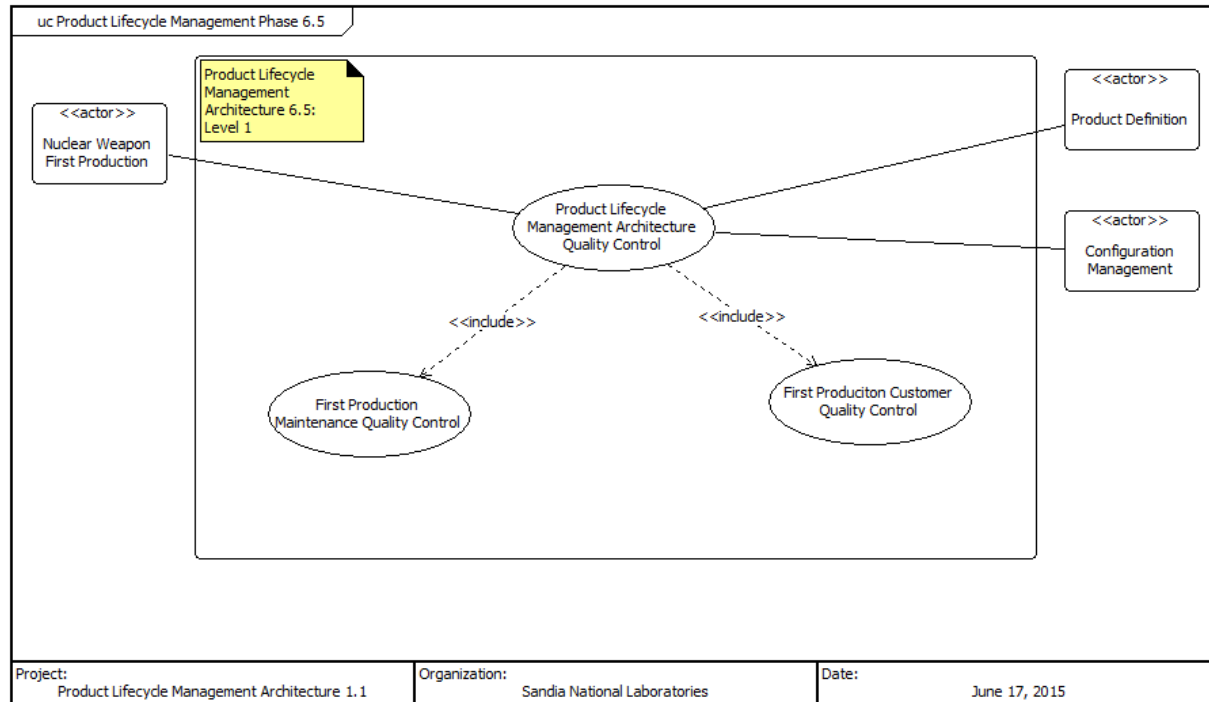 uc Product Lifecycle Management Phase 6.5
Product Lifecycle
Management
Architecture 6.5:
Level 1
<<actor>>
Nuclear Weapon
First Production
<<actor>>
Product Definition
Product Lifecycle
Management Architecture
Quality Control
<<actor>>
Configuration
Management
<<include>>
<<include>>
First Production
Maintenance Quality Control
First Produciton Customer
Quality Control
Project:
Product Lifecycle Management Architecture 1.1
Organization:
Sandia National Laboratories
Date:
June 17, 2015